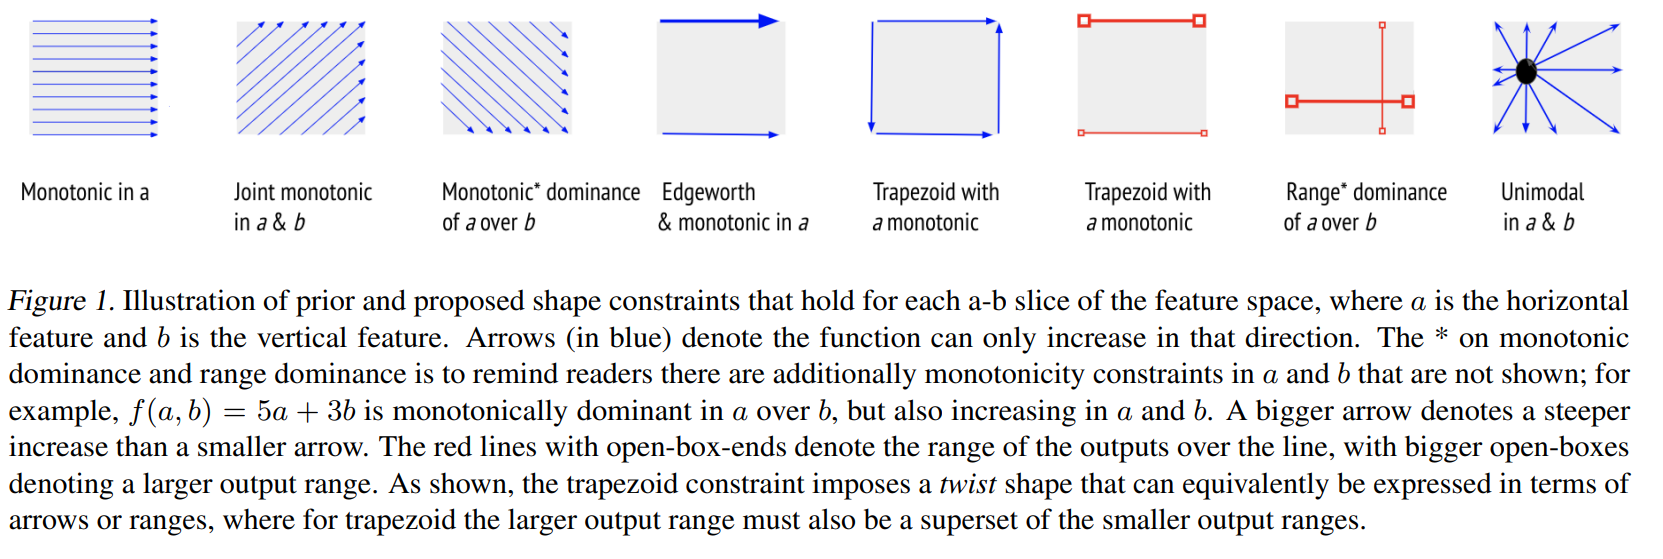 Monotonic in a
Joint monotonic
in a & b
Monotonic* dominance
of a over b
Edgeworth
& monotonic in a
Trapezoid with
a monotonic
Trapezoid with
a monotonic
Range* dominance
of a over b
Unimodal
in a & b
Figure 1. Illustration of prior and proposed shape constraints that hold for each a-b slice of the feature space, where a is the horizontal
feature and b is the vertical feature. Arrows (in blue) denote the function can only increase in that direction. The * on monotonic
dominance and range dominance is to remind readers there are additionally monotonicity constraints in a and b that are not shown; for
example, f(a, b) = 5a + 3b is monotonically dominant in a over b, but also increasing in a and b. A bigger arrow denotes a steeper
increase than a smaller arrow. The red lines with open-box-ends denote the range of the outputs over the line, with bigger open-boxes
denoting a larger output range. As shown, the trapezoid constraint imposes a twist shape that can equivalently be expressed in terms of
arrows or ranges, where for trapezoid the larger output range must also be a superset of the smaller output ranges.